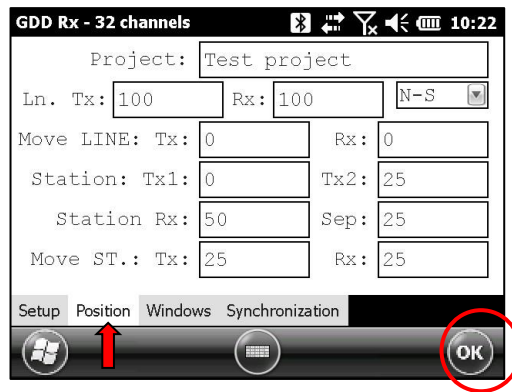 GDD Rx - 32 channels 10:22
Project: Test project
Ln. Tx: 100 Rx: 100 N-S
Move LINE: Tx: 0 Rx: 0
Station: Tx1: 0 Tx2: 25
Station Rx: 50 Sep: 25
Move ST.: Tx: 25 Rx: 25
Setup Position Windows Synchronization
OK